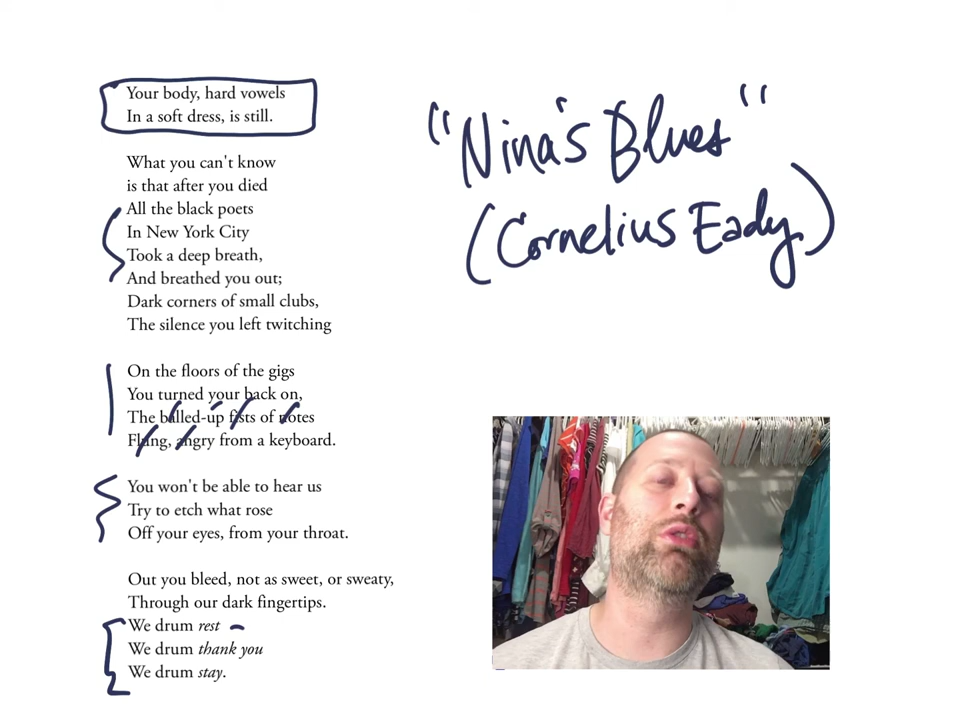 Your body, hard vowels
In a soft dress, is still.
What you can't know
is that after you died
All the black poets
In New York City
Took a deep breath,
And breathed you out;
Dark corners of small clubs,
The silence you left twitching
On the floors of the gigs
You turned your back on,
The balled-up fists of notes
Flung, angry from a keyboard.
You won't be able to hear us
Try to etch what rose
Off your eyes, from your throat.
Out you bleed, not as sweet, or sweaty,
Through our dark fingertips.
We drum rest
We drum thank you
We drum stay.
"Nina's Blues"
(Cornelius Eady)